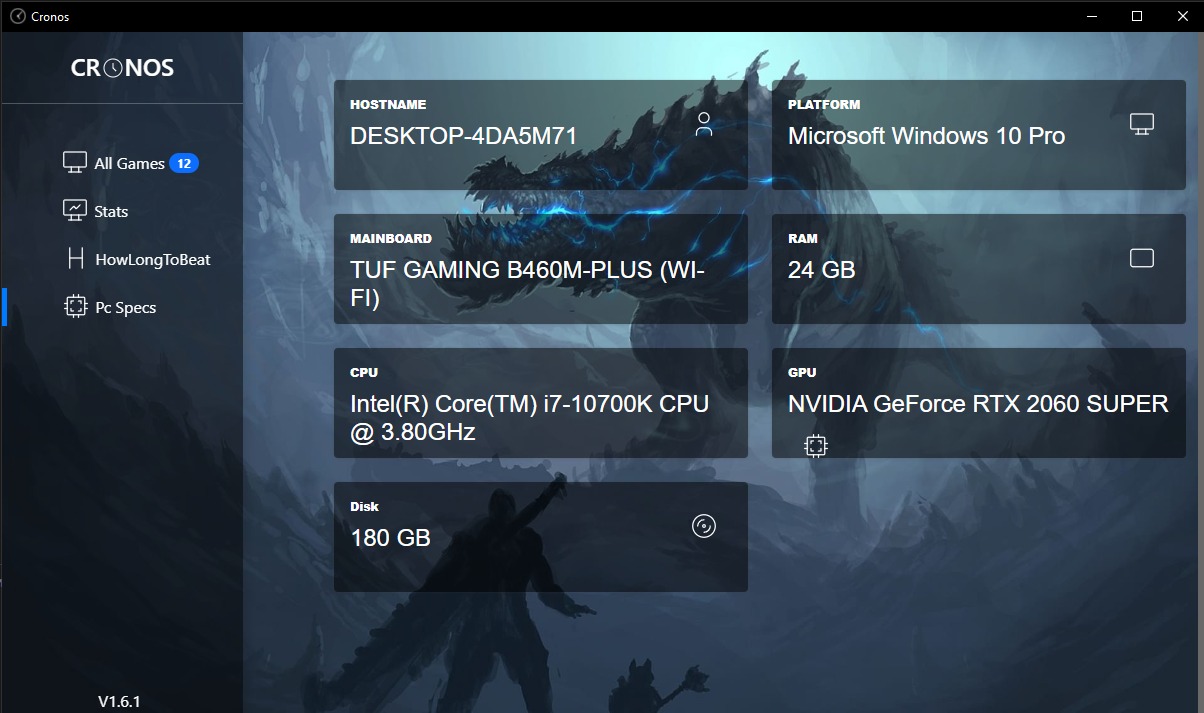 Cronos
CRONOS
All Games 12
Stats
HowLongToBeat
Pc Specs
V1.6.1
HOSTNAME
DESKTOP-4DA5M71
PLATFORM
Microsoft Windows 10 Pro
MAINBOARD
TUF GAMING B460M-PLUS (WI-
FI)
RAM
24 GB
CPU
Intel(R) Core(TM) i7-10700K CPU
@ 3.80GHz
GPU
NVIDIA GeForce RTX 2060 SUPER
Disk
180 GB